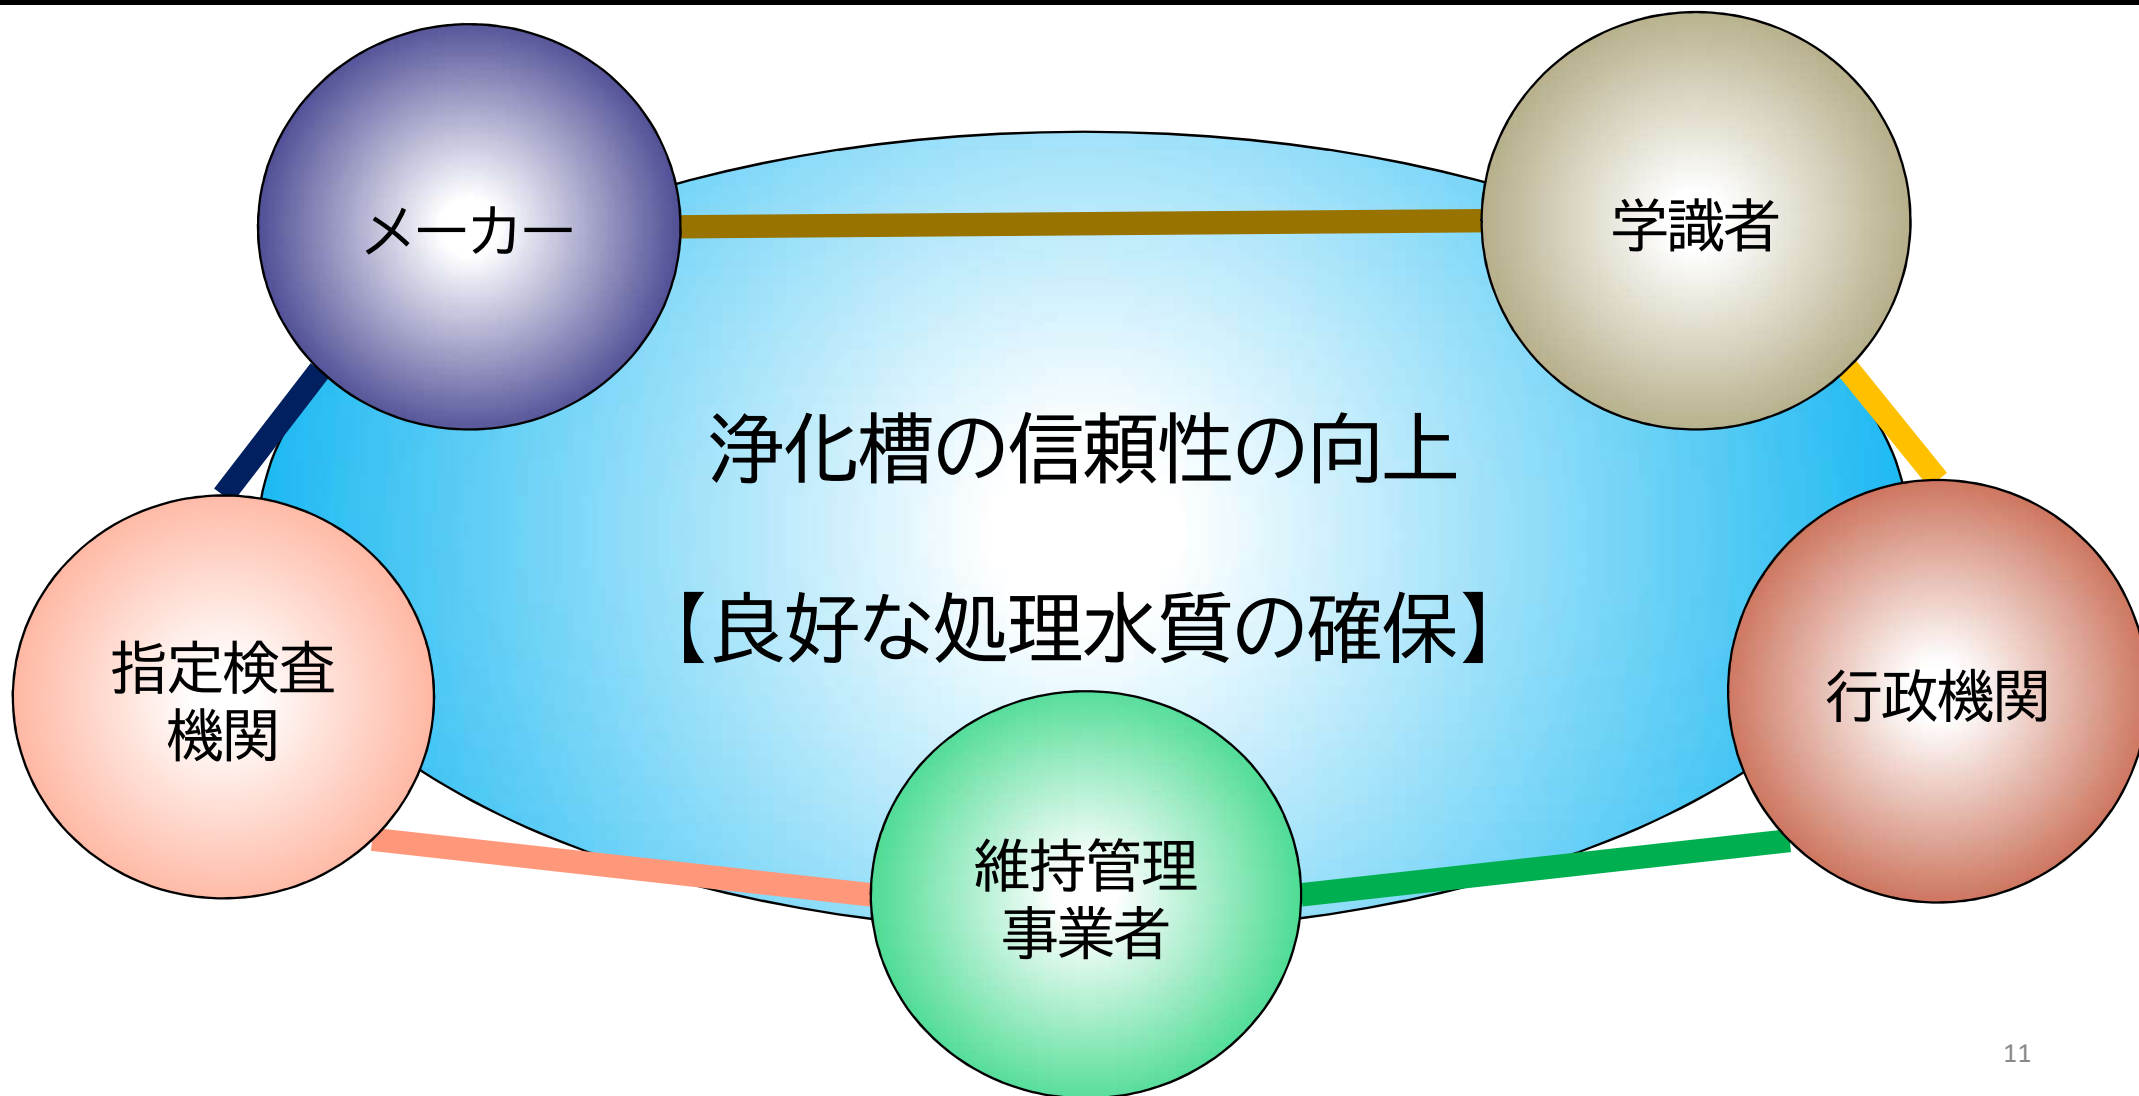 メーカー
学識者
浄化槽の信頼性の向上
【良好な処理水質の確保】
指定検査
機関
行政機関
維持管理
事業者
11